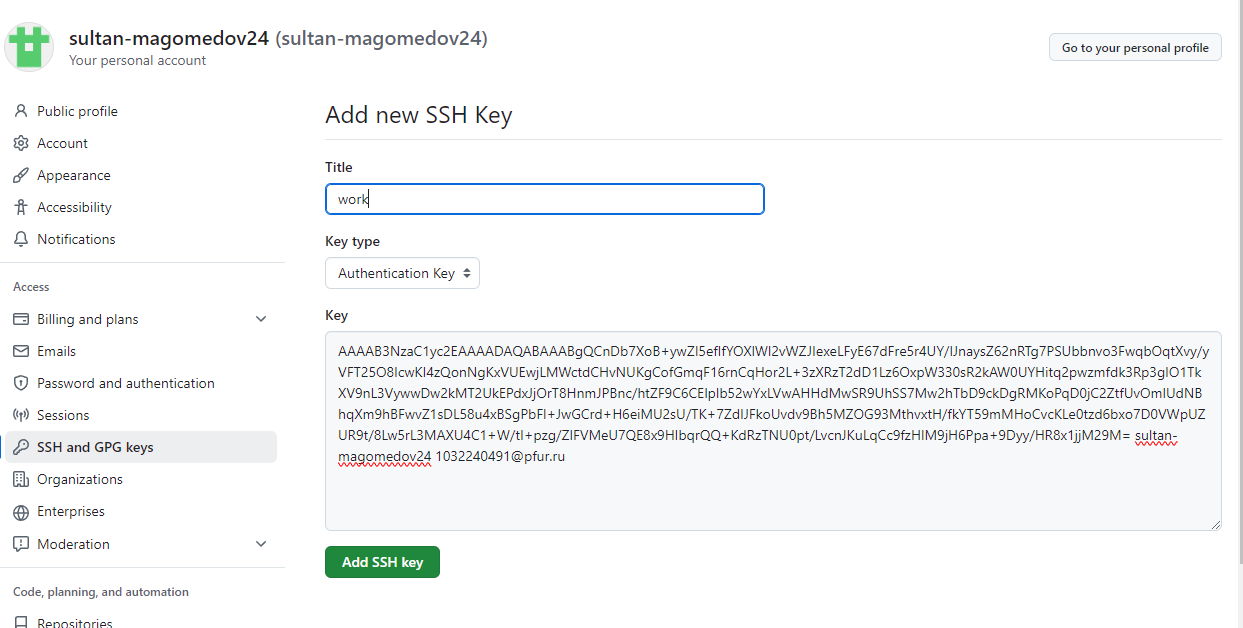 sultan-magomedov24 (sultan-magomedov24)
Your personal account
Go to your personal profile
Public profile
Account
Appearance
Accessibility
Notifications
Access
Billing and plans
Emails
Password and authentication
Sessions
SSH and GPG keys
Organizations
Enterprises
Moderation
Code, planning, and automation
Repositories
Add new SSH Key
Title
work
Key type
Authentication Key
Key
AAAAB3NzaC1yc2EAAAADAQABAAABgQCnDb7XoB+ywZI5efIfYOXIWI2vWZJIexeLFyE67dFre5r4UY/IJnaysZ62nRTg7PSUbbnvo3FwqbOqtXvy/y
VFT25O8IcwKI4zQonNgKxVUEwjLMWctdCHvNUKgCofGmqF16rnCqHor2L+3zXRzT2dD1Lz6OxpW330sR2kAW0UYHitq2pwzmfdk3Rp3gIO1Tk
XV9nL3VywwDw2kMT2UkEPdxJjOrT8HnmJPBnc/htZF9C6CEIpIb52wYxLVwAHHdMwSR9UhSS7Mw2hTbD9ckDgRMKoPqD0jC2ZtfUvOmIUdNB
hqXm9hBFwvZ1sDL58u4xBSgPbFI+JwGCrd+H6eiMU2sU/TK+7ZdIJFkoUvdv9Bh5MZOG93MthvxtH/fkYT59mMHoCvcKLe0tzd6bxo7D0VWpUZ
UR9t/8Lw5rL3MAXU4C1+W/tI+pzg/ZIFVMeU7QE8x9HIbqrQQ+KdRzTNU0pt/LvcnJKuLqCc9fzHIM9jH6Ppa+9Dyy/HR8x1jjM29M= sultan-
magomedov24 1032240491@pfur.ru
Add SSH key